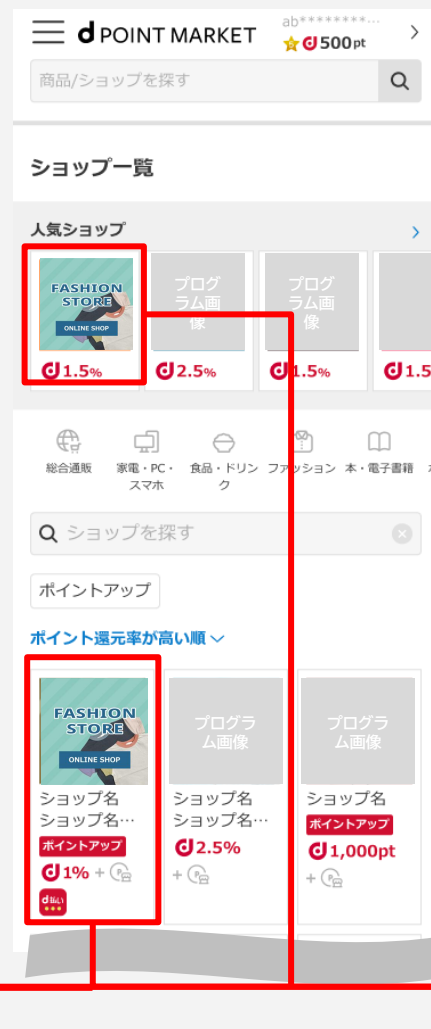 d POINT MARKET
ab********…
500pt
商品/ショップを探す
ショップ一覧
人気ショップ
FASHION
STORE
ONLINE SHOP
1.5%
プログ
ラム画
像
2.5%
プログ
ラム画
像
1.5%
1.5
総合通販
家電・PC・
スマホ
食品・ドリン
ク
ファッション
本・電子書籍
ショップを探す
ポイントアップ
ポイント還元率が高い順
FASHION
STORE
ONLINE SHOP
ショップ名
ショップ名…
ポイントアップ
1% +
d払い
プログラ
ム画像
ショップ名
ショップ名…
2.5%
+
プログラ
ム画像
ショップ名
ポイントアップ
1,000pt
+